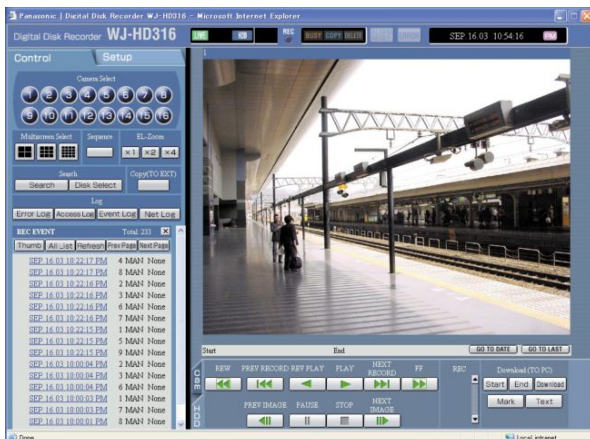 Panasonic | Digital Disk Recorder WJ-HD316 - Microsoft Internet Explorer
Digital Disk Recorder WJ-HD316
LIVE HDD REC BUSY COPY DELETE ERROR SEP.16.03 10:54:16 PM
Control Setup
1
Camera Select
1 2 3 4 5 6 7 8
9 10 11 12 13 14 15 16
Multiscreen Select Sequence EL-Zoom
×1 ×2 ×4
Search Copy(TO EXT)
Search Disk Select
Log
Error Log Access Log Event Log Net Log
REC EVENT Total: 233
Thumb All List Refresh Prev Page Next Page
SEP.16.03 10:22:17 PM 4 MAN None
SEP.16.03 10:22:17 PM 8 MAN None
SEP.16.03 10:22:16 PM 2 MAN None
SEP.16.03 10:22:16 PM 3 MAN None
SEP.16.03 10:22:16 PM 6 MAN None
SEP.16.03 10:22:16 PM 7 MAN None
SEP.16.03 10:22:15 PM 1 MAN None
SEP.16.03 10:22:15 PM 5 MAN None
SEP.16.03 10:22:15 PM 9 MAN None
SEP.16.03 10:00:04 PM 2 MAN None
SEP.16.03 10:00:04 PM 3 MAN None
SEP.16.03 10:00:04 PM 6 MAN None
SEP.16.03 10:00:03 PM 1 MAN None
SEP.16.03 10:00:03 PM 7 MAN None
SEP.16.03 10:00:01 PM 8 MAN None
Start End GO TO DATE GO TO LAST
REW PREV RECORD REV PLAY PLAY NEXT RECORD FF REC Download (TO PC)
Start End Download
PREV IMAGE PAUSE STOP NEXT IMAGE Mark Text
HDD
Done Local intranet